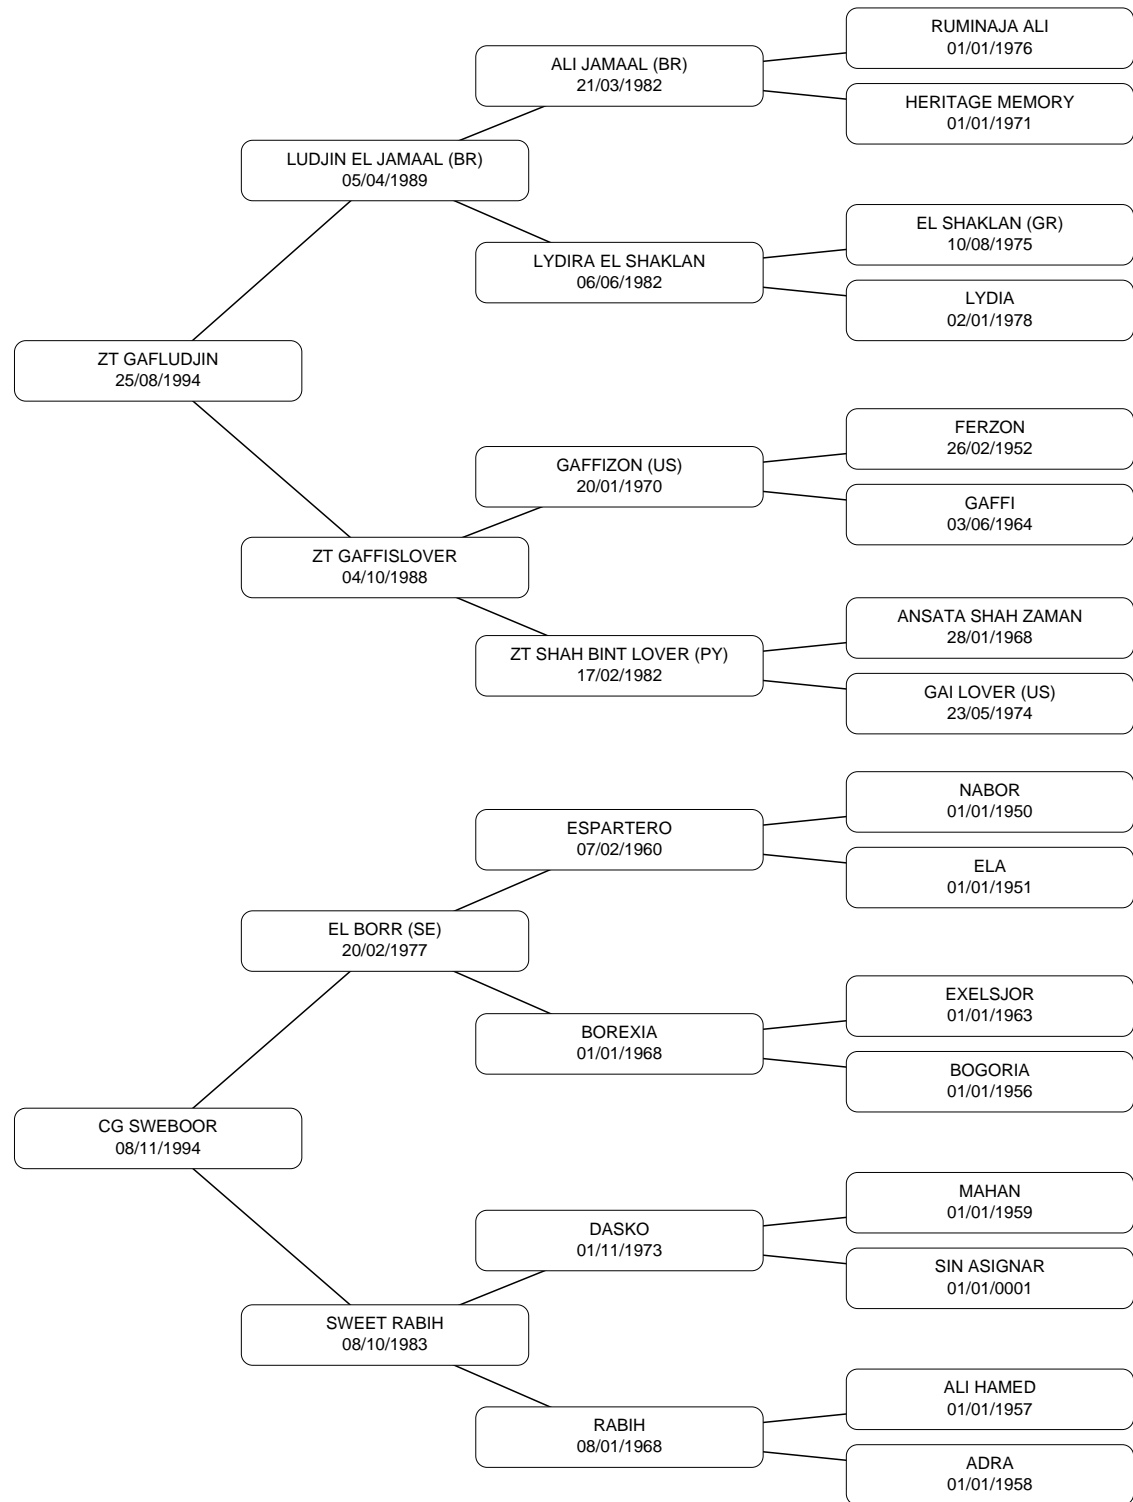 RUMINAJA ALI
01/01/1976
ALI JAMAAL (BR)
21/03/1982
HERITAGE MEMORY
01/01/1971
LUDJIN EL JAMAAL (BR)
05/04/1989
EL SHAKLAN (GR)
10/08/1975
LYDIRA EL SHAKLAN
06/06/1982
LYDIA
02/01/1978
ZT GAFLUDJIN
25/08/1994
FERZON
26/02/1952
GAFFIZON (US)
20/01/1970
GAFFI
03/06/1964
ZT GAFFISLOVER
04/10/1988
ANSATA SHAH ZAMAN
28/01/1968
ZT SHAH BINT LOVER (PY)
17/02/1982
GAI LOVER (US)
23/05/1974
NABOR
01/01/1950
ESPARTERO
07/02/1960
ELA
01/01/1951
EL BORR (SE)
20/02/1977
EXELSJOR
01/01/1963
BOREXIA
01/01/1968
BOGORIA
01/01/1956
CG SWEBOOR
08/11/1994
MAHAN
01/01/1959
DASKO
01/11/1973
SIN ASIGNAR
01/01/0001
SWEET RABIH
08/10/1983
ALI HAMED
01/01/1957
RABIH
08/01/1968
ADRA
01/01/1958